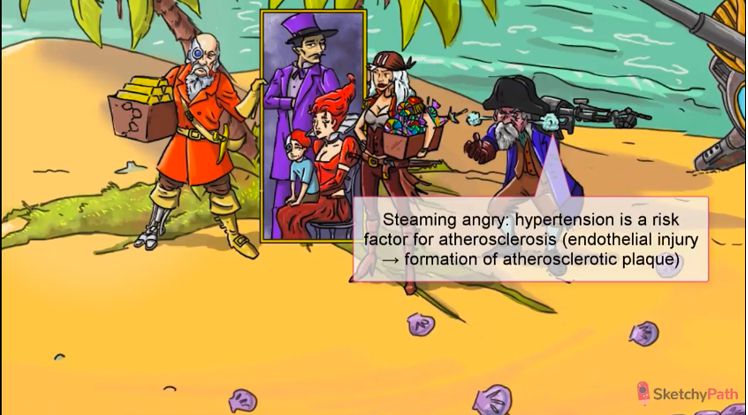 Steaming angry: hypertension is a risk
factor for atherosclerosis (endothelial injury
→ formation of atherosclerotic plaque)
SketchyPath